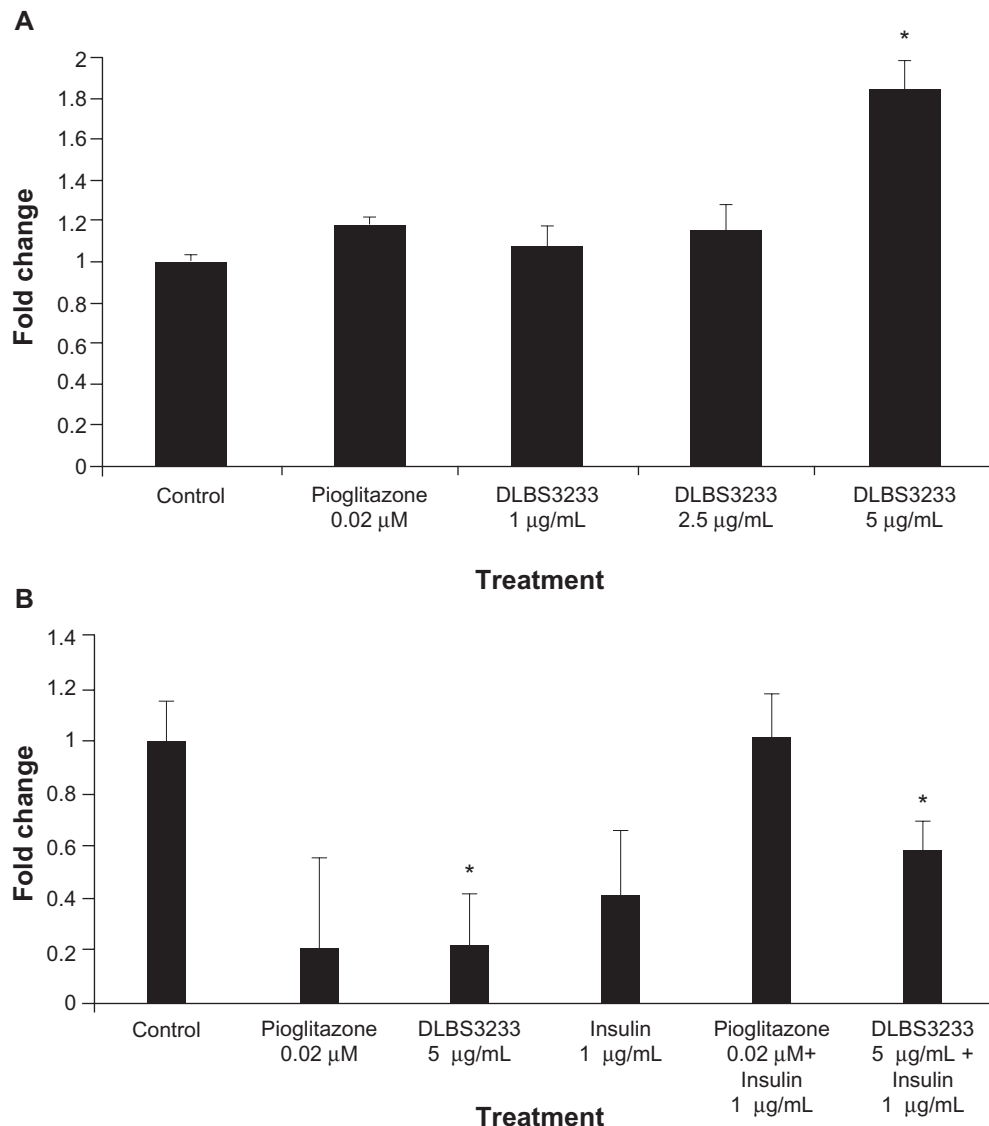 A
*
2
1.8
1.6
1.4
1.2
1
0.8
0.6
0.4
0.2
0
Fold change
Control
Pioglitazone
0.02 µM
DLBS3233
1 µg/mL
DLBS3233
2.5 µg/mL
DLBS3233
5 µg/mL
Treatment
B
1.4
1.2
1
0.8
0.6
0.4
0.2
0
Fold change
*
*
Control
Pioglitazone
0.02 µM
DLBS3233
5 µg/mL
Insulin
1 µg/mL
Pioglitazone
0.02 µM+
Insulin
1 µg/mL
DLBS3233
5 µg/mL +
Insulin
1 µg/mL
Treatment